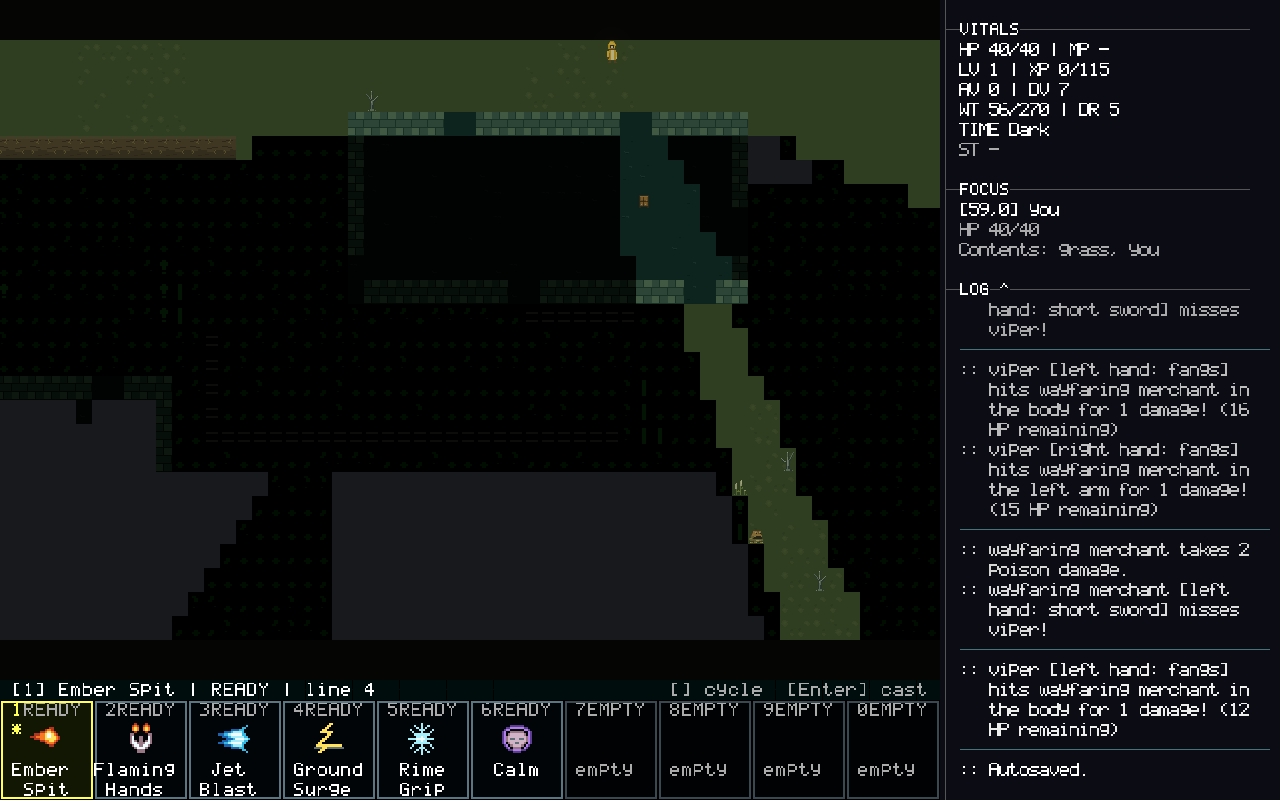 VITALS
HP 40/40 | MP -
LV 1 | XP 0/115
AV 0 | DV 7
WT 56/270 | DR 5
TIME Dark
ST -
FOCUS
[59,0] You
HP 40/40
Contents: grass, You
LOG ^
hand: short sword] misses
viper!
:: viper [left hand: fangs]
hits wayfaring merchant in
the body for 1 damage! (16
HP remaining)
:: viper [right hand: fangs]
hits wayfaring merchant in
the left arm for 1 damage!
(15 HP remaining)
:: wayfaring merchant takes 2
Poison damage.
:: wayfaring merchant [left
hand: short sword] misses
viper!
:: viper [left hand: fangs]
hits wayfaring merchant in
the body for 1 damage! (12
HP remaining)
:: Autosaved.
[1] Ember Spit | READY | line 4
[] cycle [Enter] cast
1READY 2READY 3READY 4READY 5READY 6READY 7EMPTY 8EMPTY 9EMPTY 0EMPTY
*
Ember Flaming Jet Ground Rime Calm empty empty empty empty
Spit Hands Blast Surge Grip